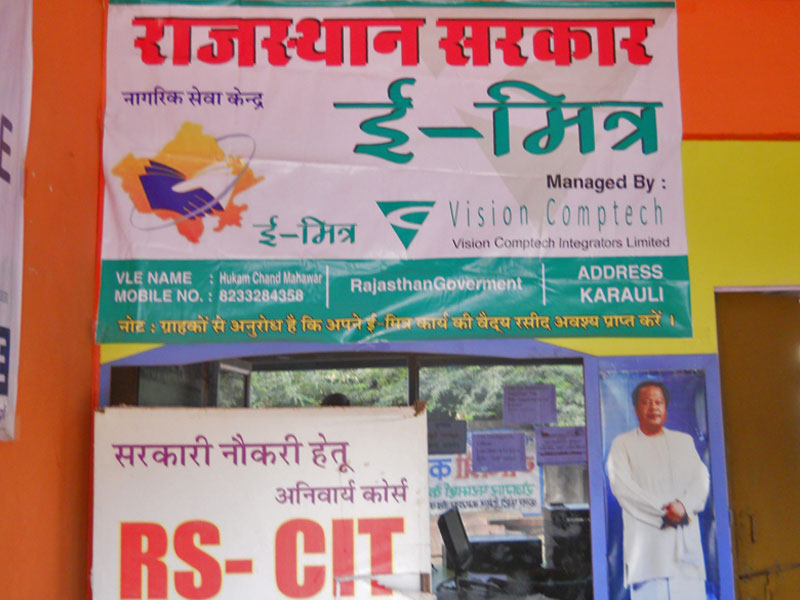 राजस्थान सरकार
नागरिक सेवा केन्द्र
ई-मित्र
Managed By :
Vision Comptech
ई-मित्र
Vision Comptech Integrators Limited
VLE NAME : Hukam Chand Mahawar
MOBILE NO. : 8233284358
RajasthanGoverment
ADDRESS
KARAULI
नोट : ग्राहकों से अनुरोध है कि अपने ई-मित्र कार्य की वैद्य रसीद अवश्य प्राप्त करें ।
सरकारी नौकरी हेतू
अनिवार्य कोर्स
RS- CIT